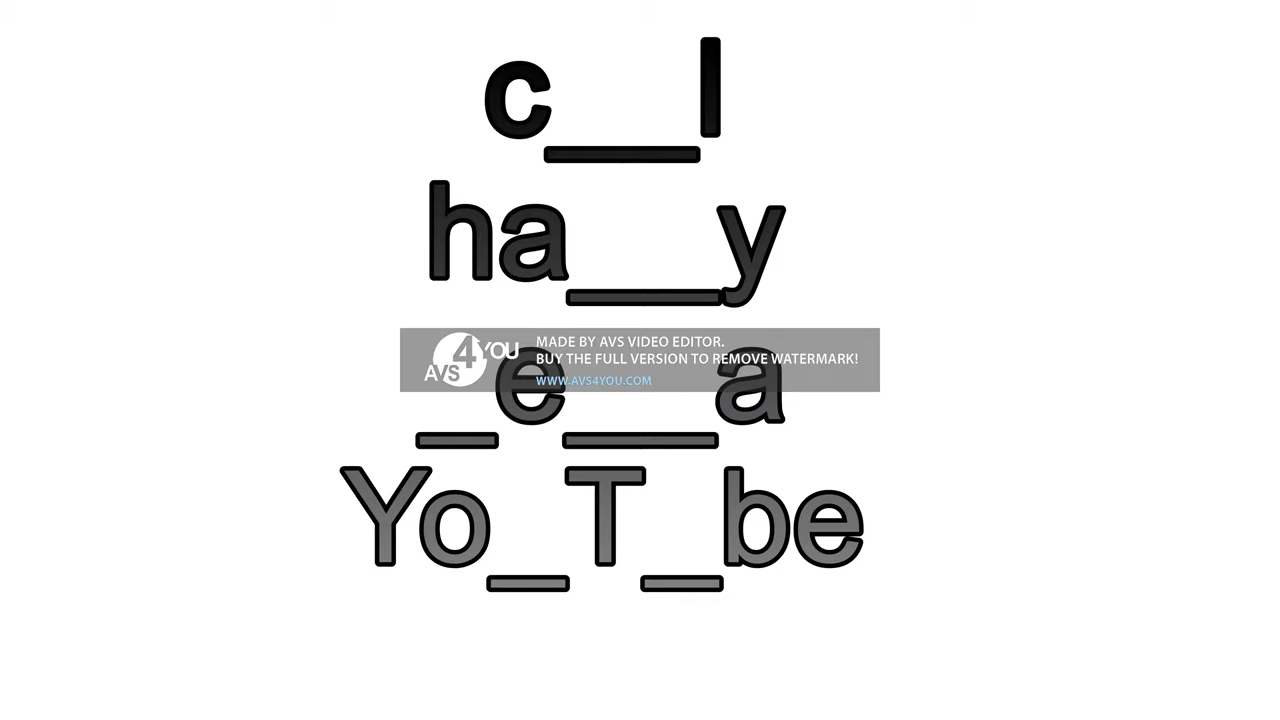 c__l
ha__y
AVS4YOU MADE BY AVS VIDEO EDITOR.
BUY THE FULL VERSION TO REMOVE WATERMARK!
WWW.AVS4YOU.COM
_e__a
Yo_T_be